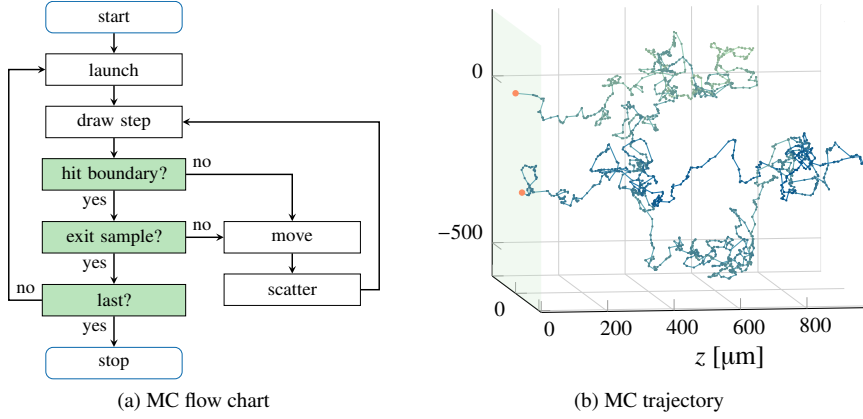 start
launch
draw step
hit boundary?
no
yes
exit sample?
no
move
yes
scatter
no
last?
yes
stop
(a) MC flow chart
0
−500
0
0
200
400
600
800
z [μm]
(b) MC trajectory